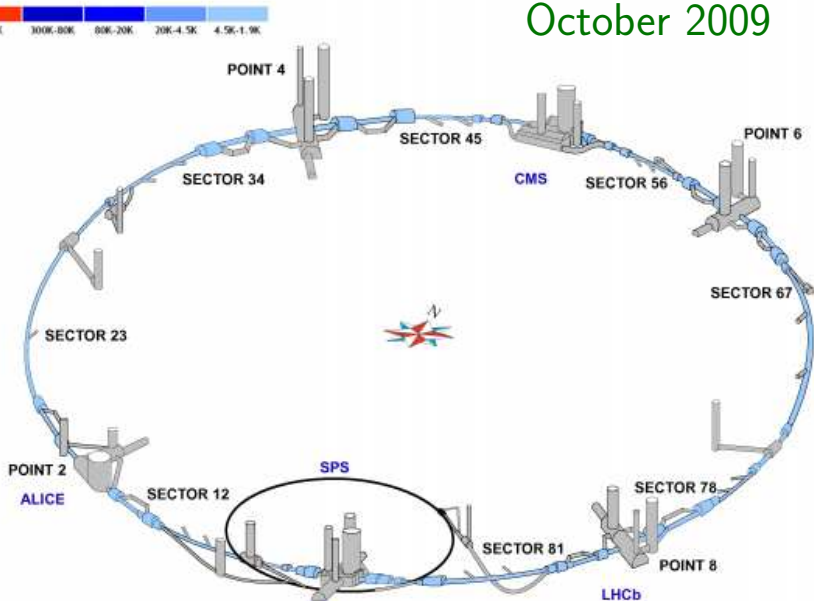 October 2009
300K-80K 80K-20K 20K-4.5K 4.5K-1.9K
POINT 4
SECTOR 45
POINT 6
CMS
SECTOR 56
SECTOR 34
SECTOR 67
N
SECTOR 23
SPS
POINT 2
ALICE
SECTOR 12
SECTOR 78
SECTOR 81
POINT 8
LHCb